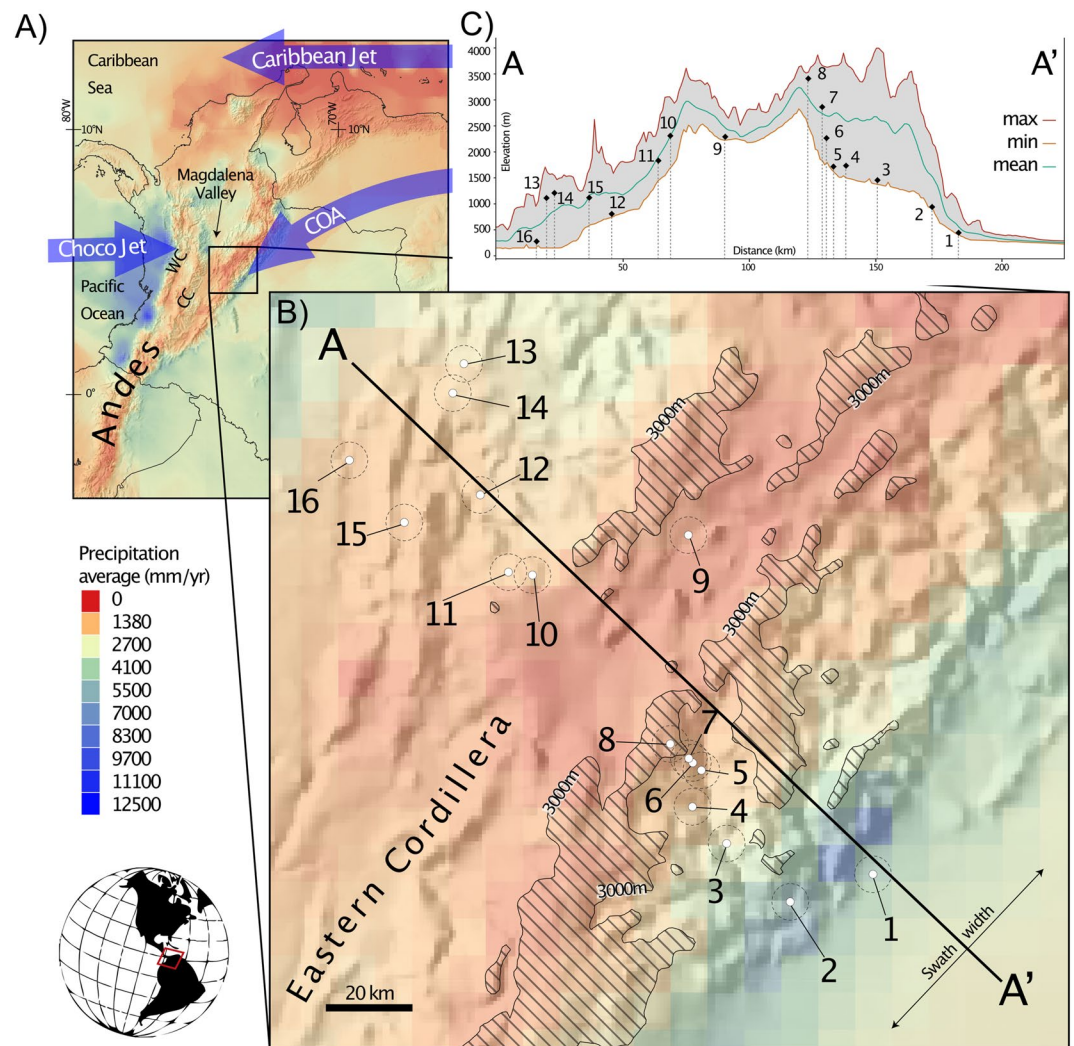 A)
Caribbean Jet
Caribbean
Sea
80°W
10°N
70°W
10°N
Magdalena
Valley
COA
Choco Jet
WC
CC
Pacific
Ocean
0°
Andes
C)
A
A'
Elevation (m)
4000
3500
3000
2500
2000
1500
1000
500
0
50
100
150
200
Distance (km)
16
13
14
15
12
11
10
9
8
7
6
5
4
3
2
1
max
min
mean
B)
A
13
14
12
16
15
11
10
9
3000m
3000m
3000m
7
8
5
6
4
3
3000m
3000m
2
1
Eastern Cordillera
20 km
Swath width
A'
Precipitation
average (mm/yr)
0
1380
2700
4100
5500
7000
8300
9700
11100
12500